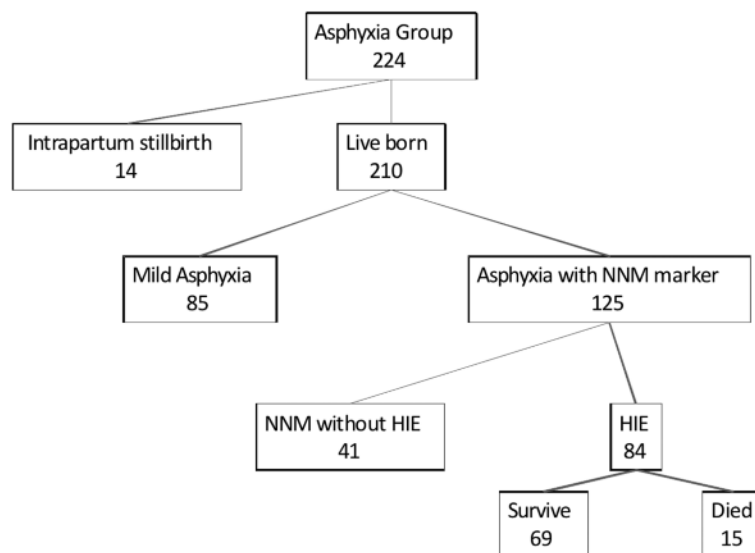 Asphyxia Group
224
Intrapartum stillbirth
14
Live born
210
Mild Asphyxia
85
Asphyxia with NNM marker
125
NNM without HIE
41
HIE
84
Survive
69
Died
15